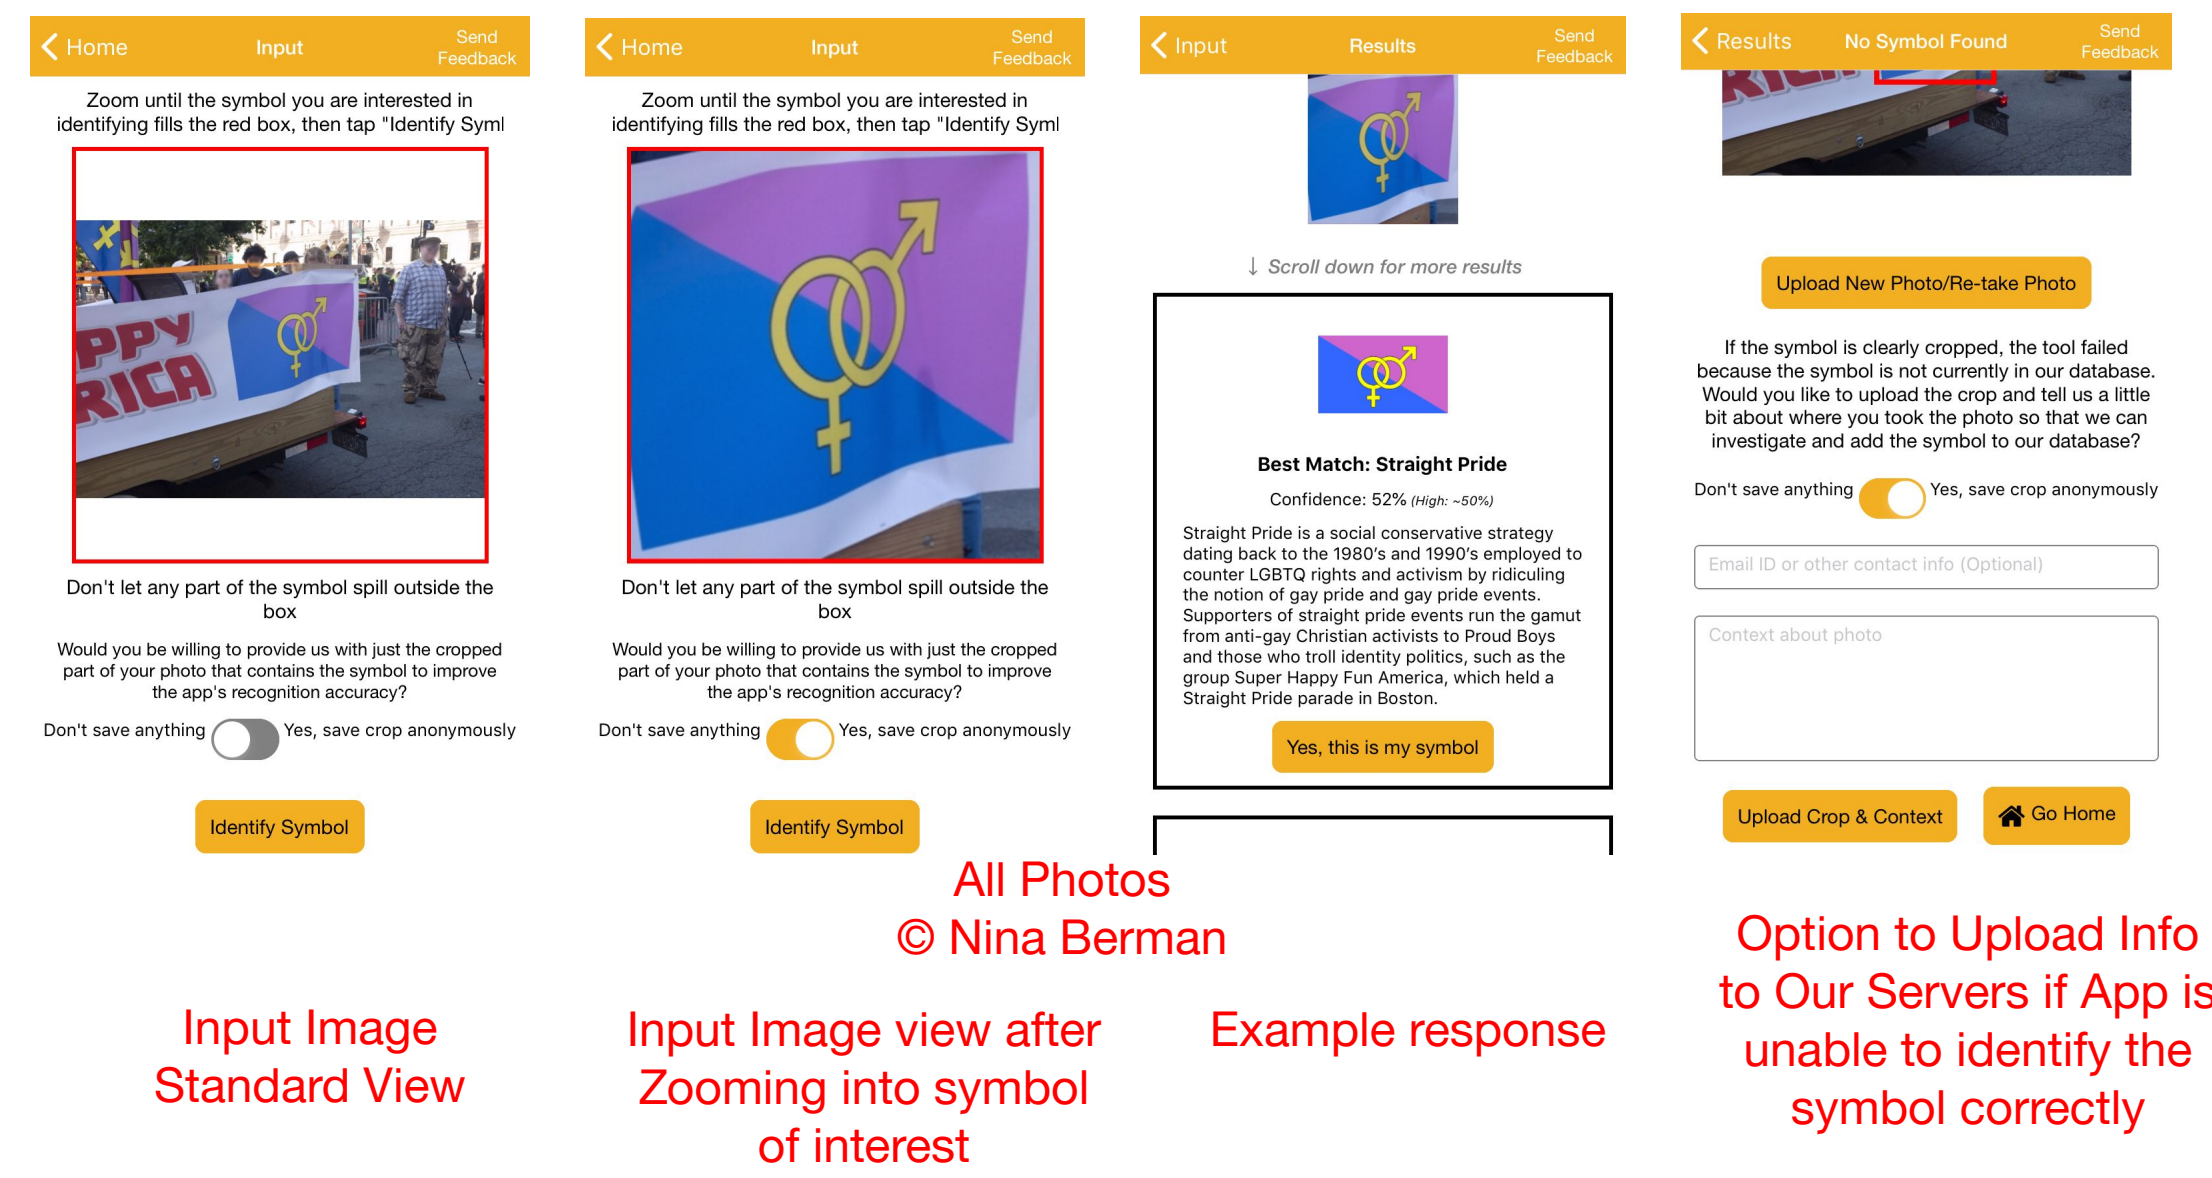 Home
Input
Send
Feedback
Zoom until the symbol you are interested in
identifying fills the red box, then tap "Identify Syml
PPY
RICA
Don't let any part of the symbol spill outside the
box
Would you be willing to provide us with just the cropped
part of your photo that contains the symbol to improve
the app's recognition accuracy?
Don't save anything
Yes, save crop anonymously
Identify Symbol
Input Image
Standard View
Home
Input
Send
Feedback
Zoom until the symbol you are interested in
identifying fills the red box, then tap "Identify Syml
Don't let any part of the symbol spill outside the
box
Would you be willing to provide us with just the cropped
part of your photo that contains the symbol to improve
the app's recognition accuracy?
Don't save anything
Yes, save crop anonymously
Identify Symbol
Input Image view after
Zooming into symbol
of interest
Input
Results
Send
Feedback
↓ Scroll down for more results
Best Match: Straight Pride
Confidence: 52% (High: ~50%)
Straight Pride is a social conservative strategy
dating back to the 1980's and 1990's employed to
counter LGBTQ rights and activism by ridiculing
the notion of gay pride and gay pride events.
Supporters of straight pride events run the gamut
from anti-gay Christian activists to Proud Boys
and those who troll identity politics, such as the
group Super Happy Fun America, which held a
Straight Pride parade in Boston.
Yes, this is my symbol
All Photos
© Nina Berman
Example response
Results
No Symbol Found
Send
Feedback
RICA
Upload New Photo/Re-take Photo
If the symbol is clearly cropped, the tool failed
because the symbol is not currently in our database.
Would you like to upload the crop and tell us a little
bit about where you took the photo so that we can
investigate and add the symbol to our database?
Don't save anything
Yes, save crop anonymously
Email ID or other contact info (Optional)
Context about photo
Upload Crop & Context
Go Home
Option to Upload Info
to Our Servers if App is
unable to identify the
symbol correctly